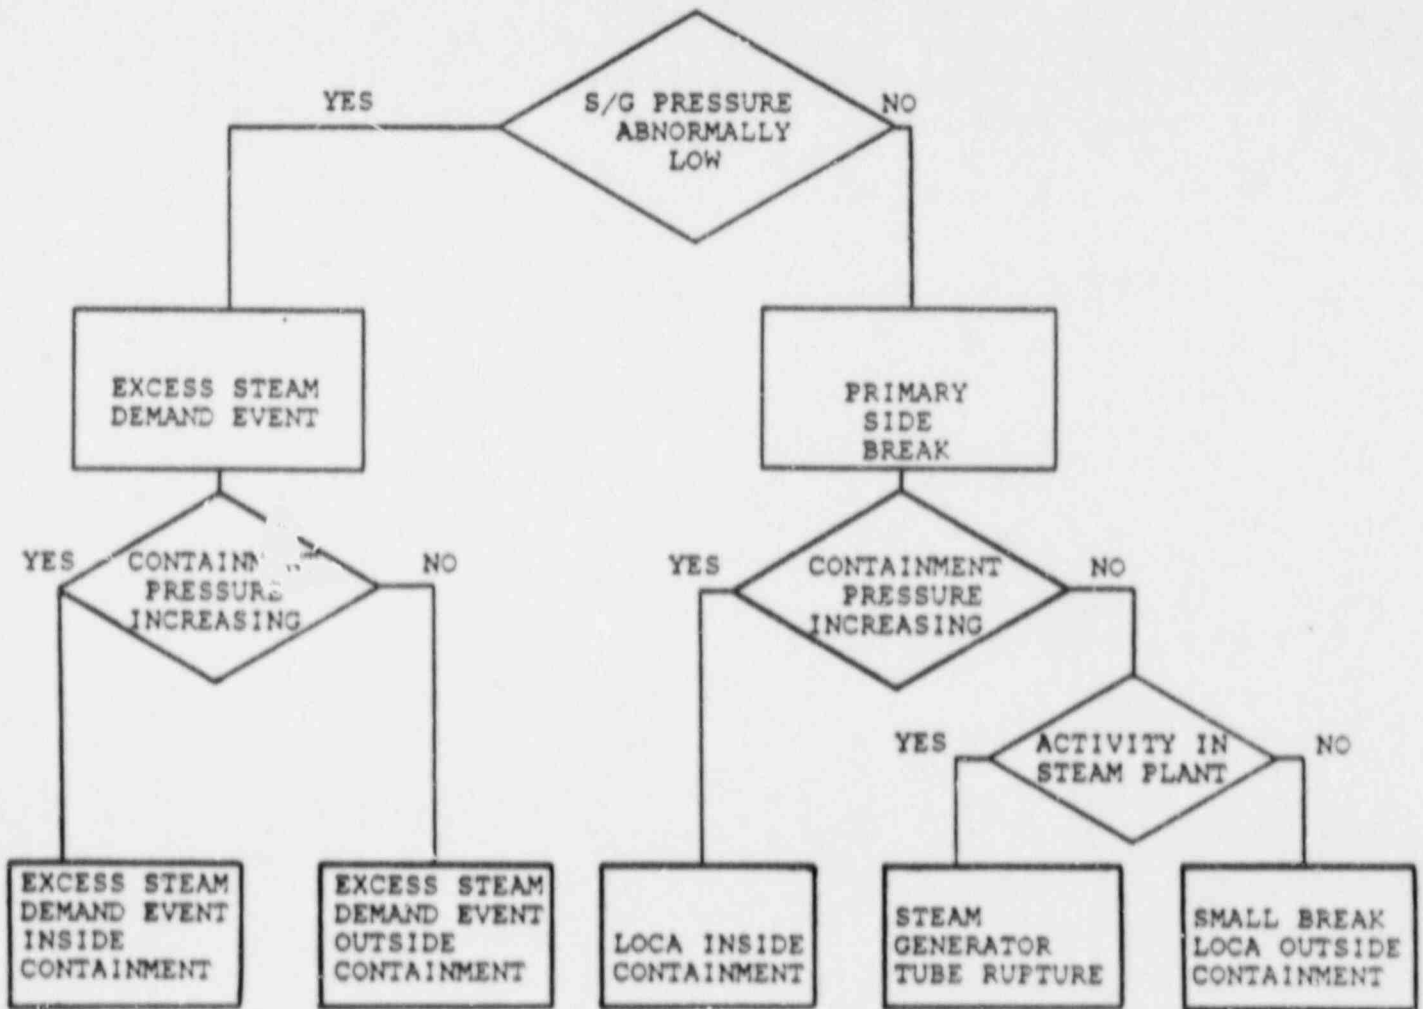 YES
S/G PRESSURE
ABNORMALLY
LOW
NO
EXCESS STEAM
DEMAND EVENT
PRIMARY
SIDE
BREAK
YES
PRESSURE
INCREASING
NO
YES
CONTAINMENT
PRESSURE
INCREASING
NO
YES
ACTIVITY IN
STEAM PLANT
NO
EXCESS STEAM
DEMAND EVENT
INSIDE
CONTAINMENT
EXCESS STEAM
DEMAND EVENT
OUTSIDE
CONTAINMENT
LOCA INSIDE
CONTAINMENT
STEAM
GENERATOR
TUBE RUPTURE
SMALL BREAK
LOCA OUTSIDE
CONTAINMENT